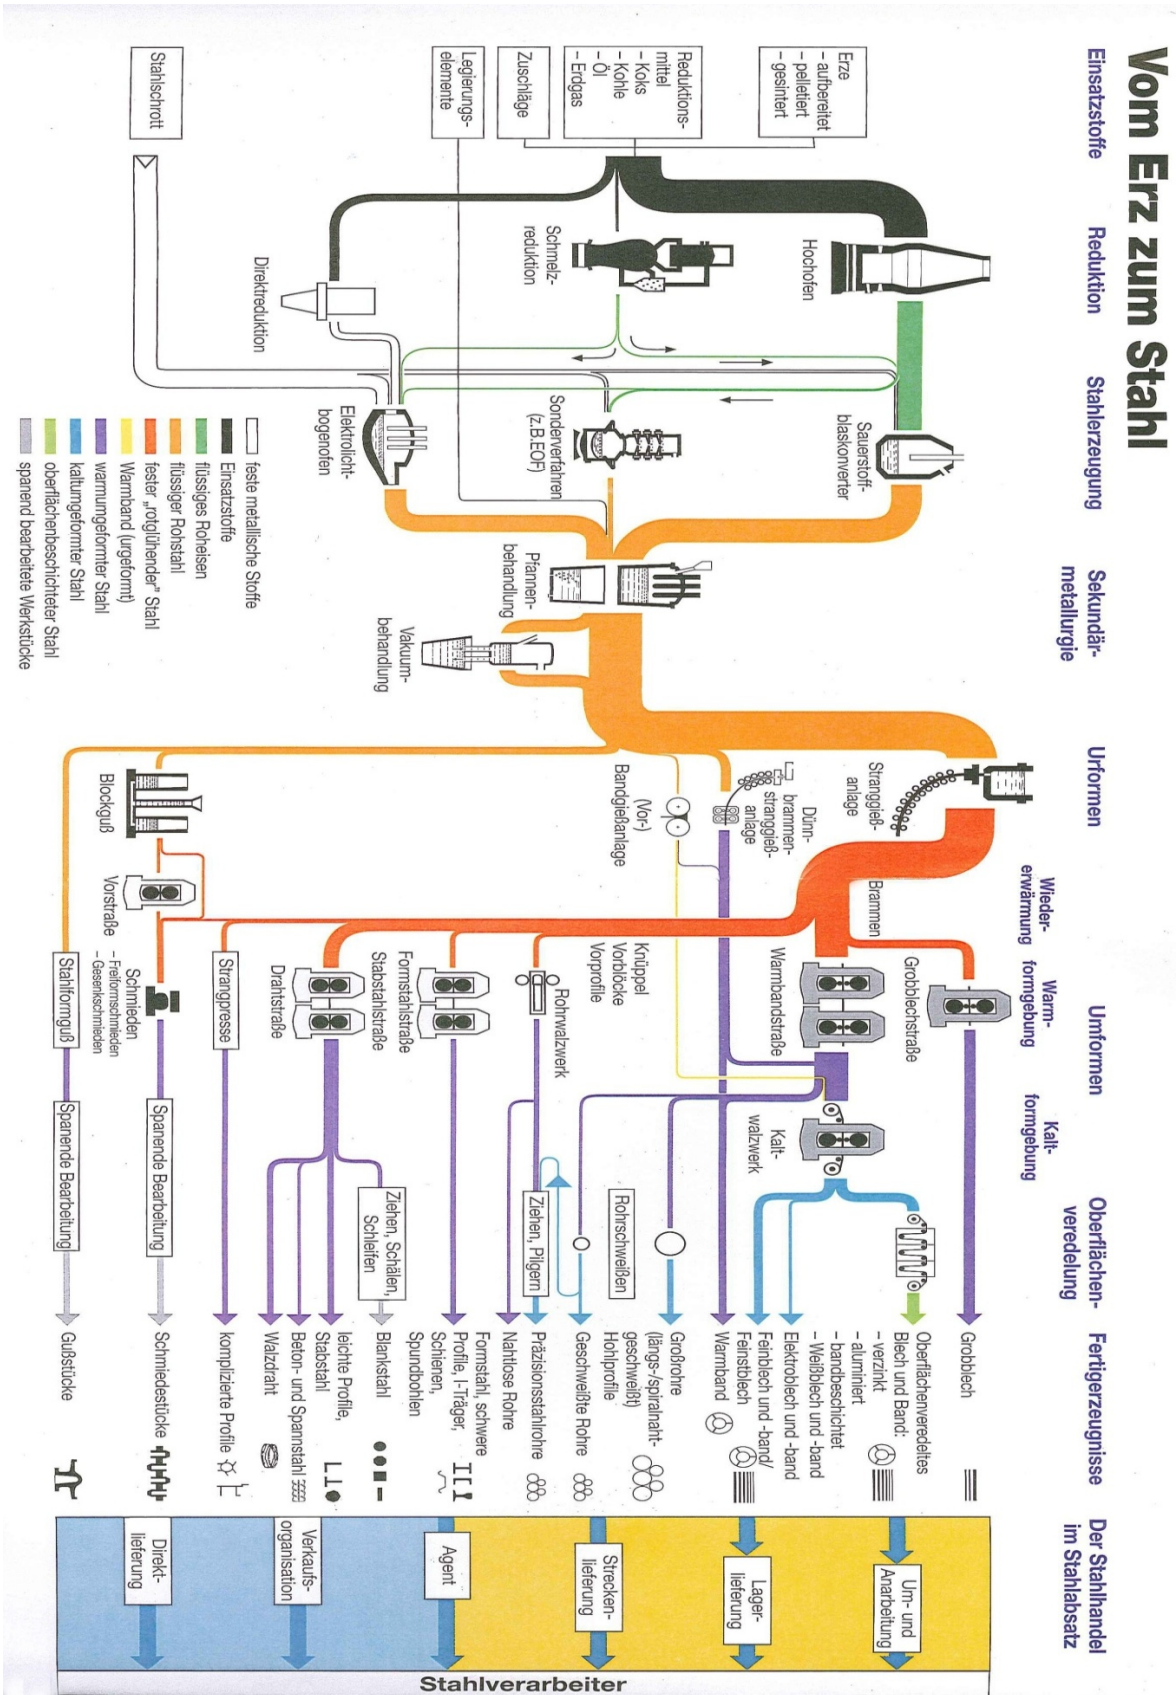 Vom Erz zum Stahl
Einsatzstoffe
Reduktion
Stahlerzeugung
Sekundär-
metallurgie
Urformen
Wieder-
erwärmung
Warm-
formgebung
Umformen
Kalt-
formgebung
Oberflächen-
veredelung
Fertigerzeugnisse
Der Stahlhandel
im Stahlabsatz
Erze
- aufbereitet
- pelletiert
- gesintert
Reduktions-
mittel
- Koks
- Kohle
- Öl
- Erdgas
Zuschläge
Legierungs-
elemente
Stahlschrott
Hochofen
Schmelz-
reduktion
Direktreduktion
Sauerstoff-
blaskonverter
Sonderverfahren
(z.B.EOF)
Elektrolicht-
bogenofen
Pfannen-
behandlung
Vakuum-
behandlung
Stranggieß-
anlage
Dünn-
brammen-
stranggieß-
anlage
(Vor-)
Bandgießanlage
Blockguß
Vorstraße
Brammen
Knüppel
Vorblöcke
Vorprofile
Grobblechstraße
Warmbandstraße
Rohrwalzwerk
Formstahlstraße
Stabstahlstraße
Drahtstraße
Strangpresse
Schmieden
- Freiformschmieden
- Gesenkschmieden
Stahlformguß
Kalt-
walzwerk
Rohrschweißen
Ziehen, Pilgern
Ziehen, Schälen,
Schleifen
Spanende Bearbeitung
Spanende Bearbeitung
Grobblech
Oberflächenveredeltes
Blech und Band:
- verzinkt
- aluminiert
- bandbeschichtet
- Weißblech und -band
Elektroblech und -band
Feinblech und -band/
Feinstblech
Warmband
Großrohre
(längs-/spiralnaht-
geschweißt)
Hohlprofile
Geschweißte Rohre
Präzisionsstahlrohre
Nahtlose Rohre
Formstahl, schwere
Profile, I-Träger,
Schienen,
Spundbohlen
Blankstahl
leichte Profile,
Stabstahl
Beton- und Spannstahl
Walzdraht
komplizierte Profile
Schmiedestücke
Gußstücke
Um- und
Anarbeitung
Lager-
lieferung
Strecken-
lieferung
Agent
Verkaufs-
organisation
Direkt-
lieferung
Stahlverarbeiter
feste metallische Stoffe
Einsatzstoffe
flüssiges Roheisen
flüssiger Rohstahl
fester „rotglühender" Stahl
Warmband (urgeformt)
warmumgeformter Stahl
kaltumgeformter Stahl
oberflächenbeschichteter Stahl
spanend bearbeitete Werkstücke